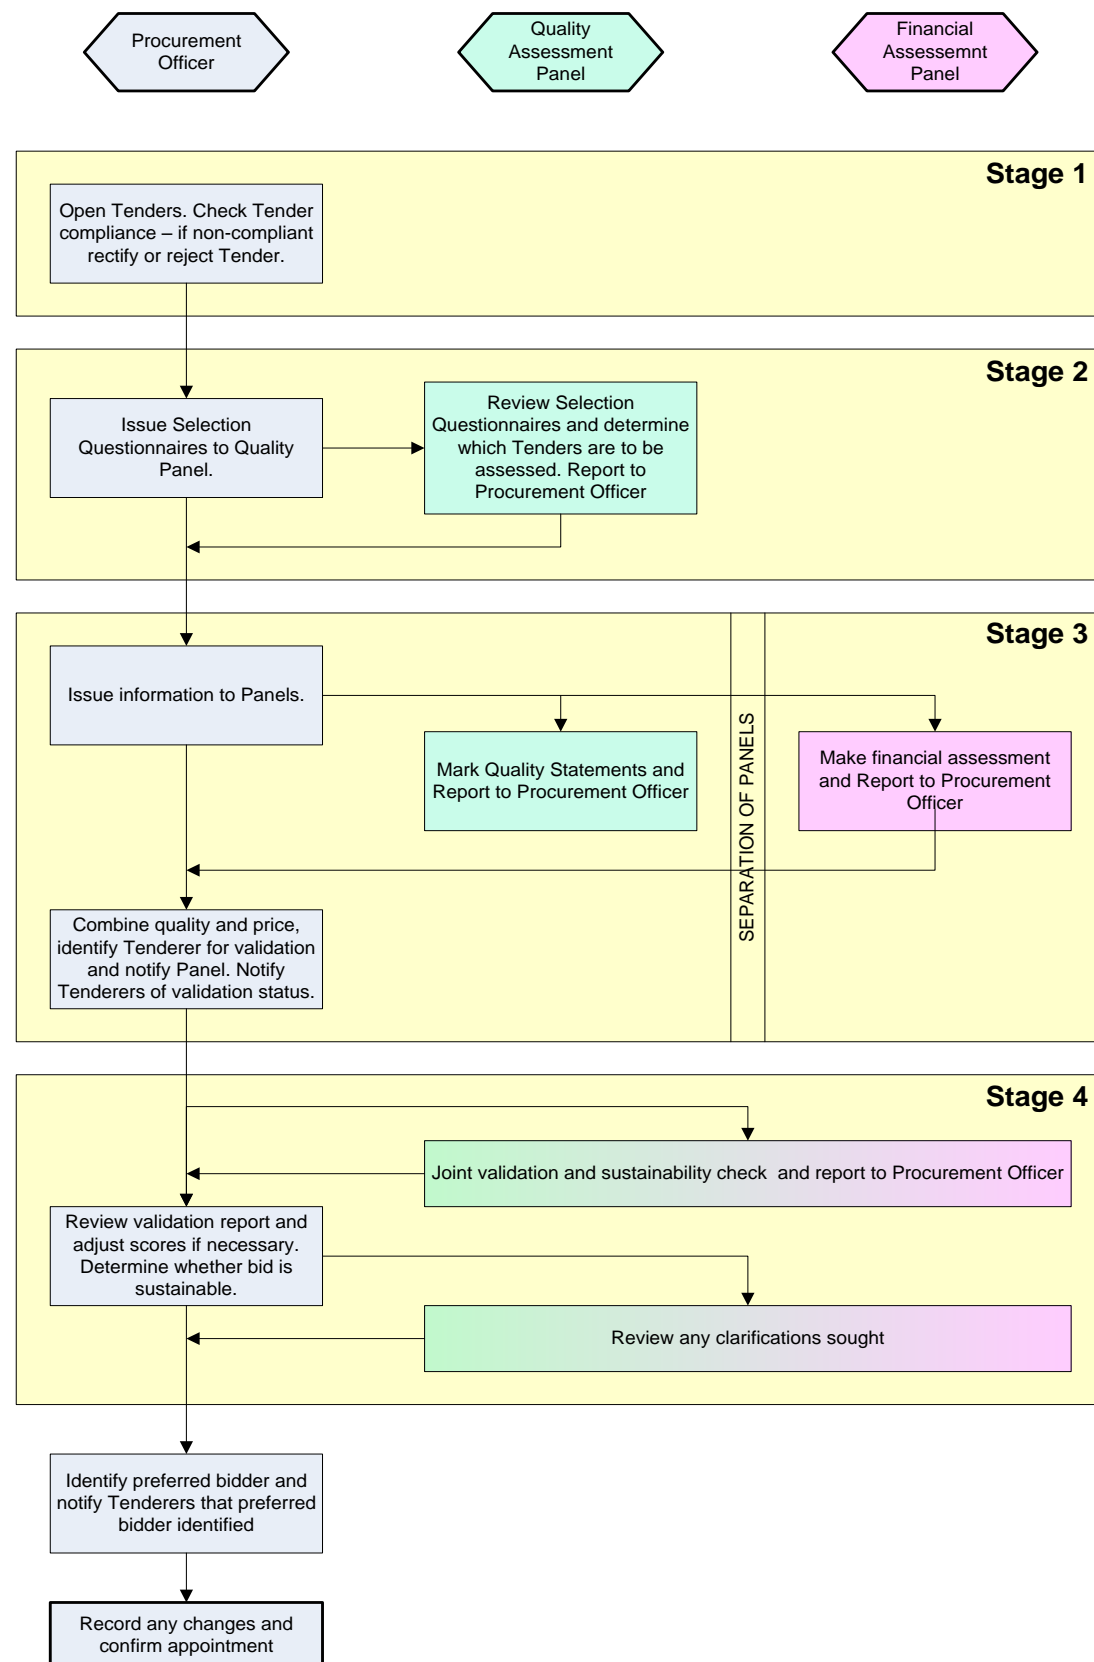 Procurement
Officer
Quality
Assessment
Panel
Financial
Assessemnt
Panel
Stage 1
Open Tenders. Check Tender
compliance – if non-compliant
rectify or reject Tender.
Stage 2
Issue Selection
Questionnaires to Quality
Panel.
Review Selection
Questionnaires and determine
which Tenders are to be
assessed. Report to
Procurement Officer
Stage 3
Issue information to Panels.
Mark Quality Statements and
Report to Procurement Officer
SEPARATION OF PANELS
Make financial assessment
and Report to Procurement
Officer
Combine quality and price,
identify Tenderer for validation
and notify Panel. Notify
Tenderers of validation status.
Stage 4
Joint validation and sustainability check  and report to Procurement Officer
Review validation report and
adjust scores if necessary.
Determine whether bid is
sustainable.
Review any clarifications sought
Identify preferred bidder and
notify Tenderers that preferred
bidder identified
Record any changes and
confirm appointment